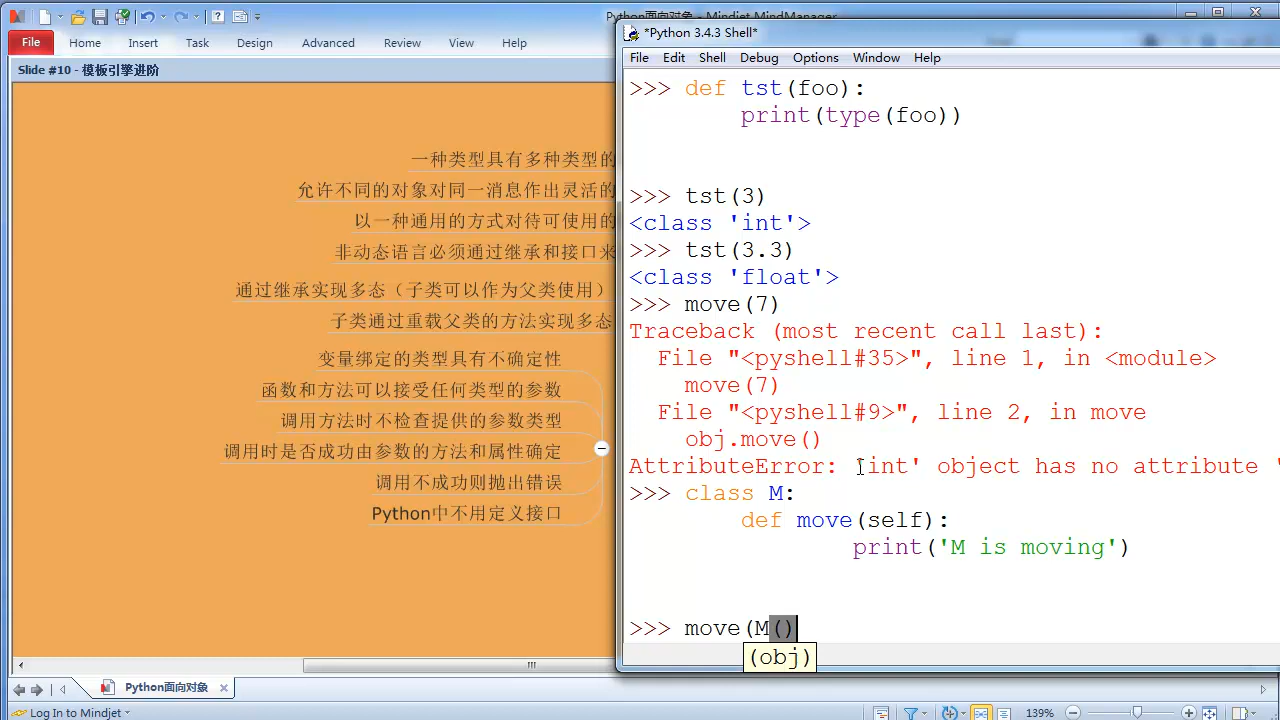 Python面向对象 - Mindjet MindManager
File Home Insert Task Design Advanced Review View Help
Slide #10 - 模板引擎进阶
一种类型具有多种类型的
允许不同的对象对同一消息作出灵活的
以一种通用的方式对待可使用的
非动态语言必须通过继承和接口来
通过继承实现多态（子类可以作为父类使用）
子类通过重载父类的方法实现多态
变量绑定的类型具有不确定性
函数和方法可以接受任何类型的参数
调用方法时不检查提供的参数类型
调用时是否成功由参数的方法和属性确定
调用不成功则抛出错误
Python中不用定义接口
Python面向对象
Log In to Mindjet
139%
*Python 3.4.3 Shell*
File Edit Shell Debug Options Window Help
>>> def tst(foo):
print(type(foo))
>>> tst(3)
<class 'int'>
>>> tst(3.3)
<class 'float'>
>>> move(7)
Traceback (most recent call last):
File "<pyshell#35>", line 1, in <module>
move(7)
File "<pyshell#9>", line 2, in move
obj.move()
AttributeError: 'int' object has no attribute '
>>> class M:
def move(self):
print('M is moving')
>>> move(M()
(obj)